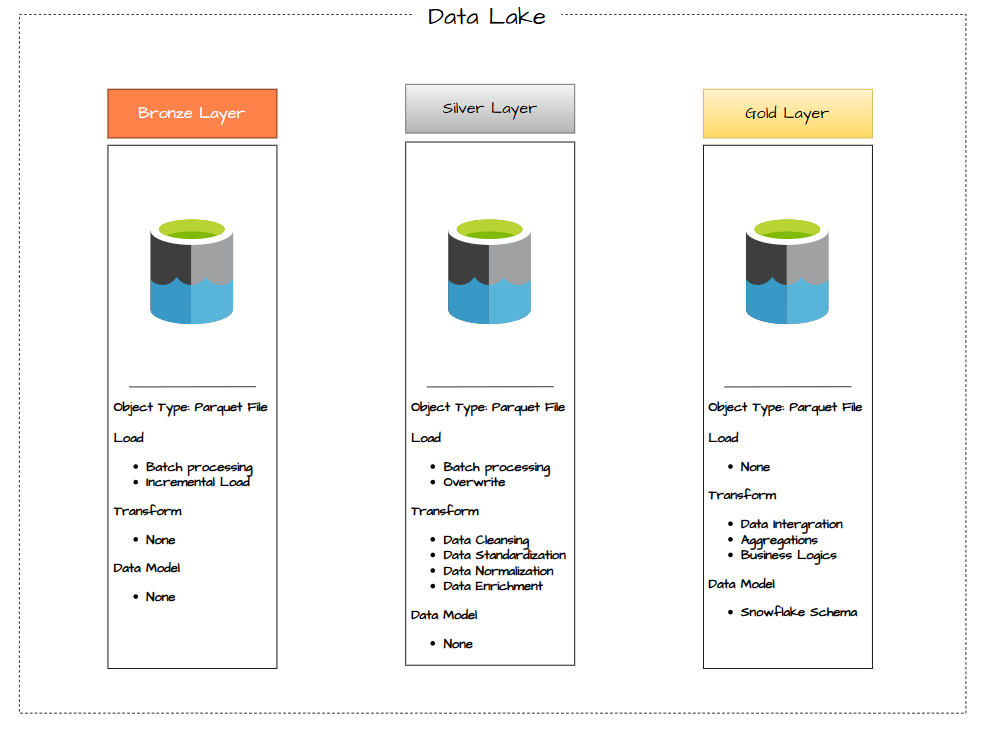 Data Lake
Bronze Layer
Object Type: Parquet File
Load
• Batch processing
• Incremental Load
Transform
• None
Data Model
• None
Silver Layer
Object Type: Parquet File
Load
• Batch processing
• Overwrite
Transform
• Data Cleansing
• Data Standardization
• Data Normalization
• Data Enrichment
Data Model
• None
Gold Layer
Object Type: Parquet File
Load
• None
Transform
• Data Intergration
• Aggregations
• Business Logics
Data Model
• Snowflake Schema